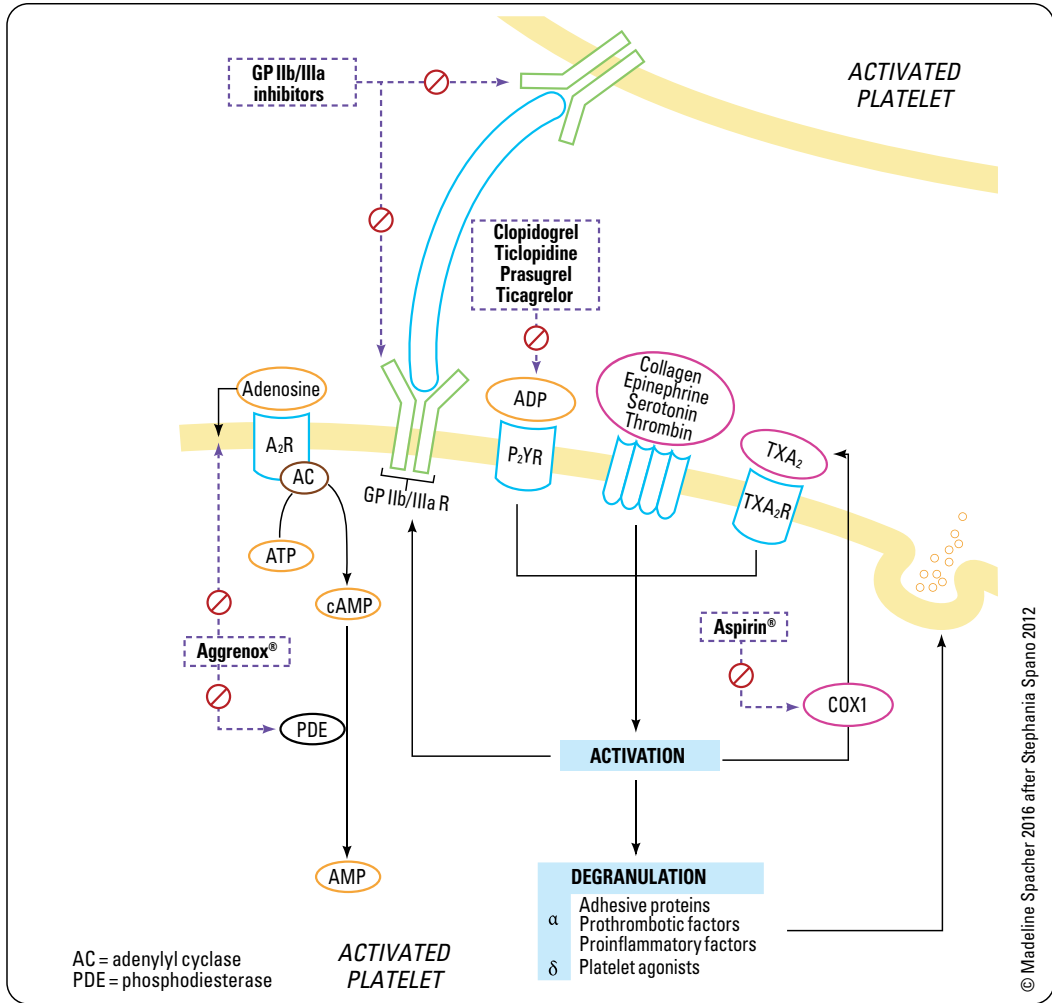 GP IIb/IIIa
inhibitors
ACTIVATED
PLATELET
Clopidogrel
Ticlopidine
Prasugrel
Ticagrelor
Adenosine
A₂R
AC
ATP
cAMP
Aggrenox®
PDE
AMP
GP IIb/IIIa R
ADP
P₂YR
Collagen
Epinephrine
Serotonin
Thrombin
TXA₂
TXA₂R
Aspirin®
COX1
ACTIVATION
DEGRANULATION
α Adhesive proteins
Prothrombotic factors
Proinflammatory factors
δ Platelet agonists
AC = adenylyl cyclase
PDE = phosphodiesterase
ACTIVATED
PLATELET
© Madeline Spacher 2016 after Stephania Spano 2012